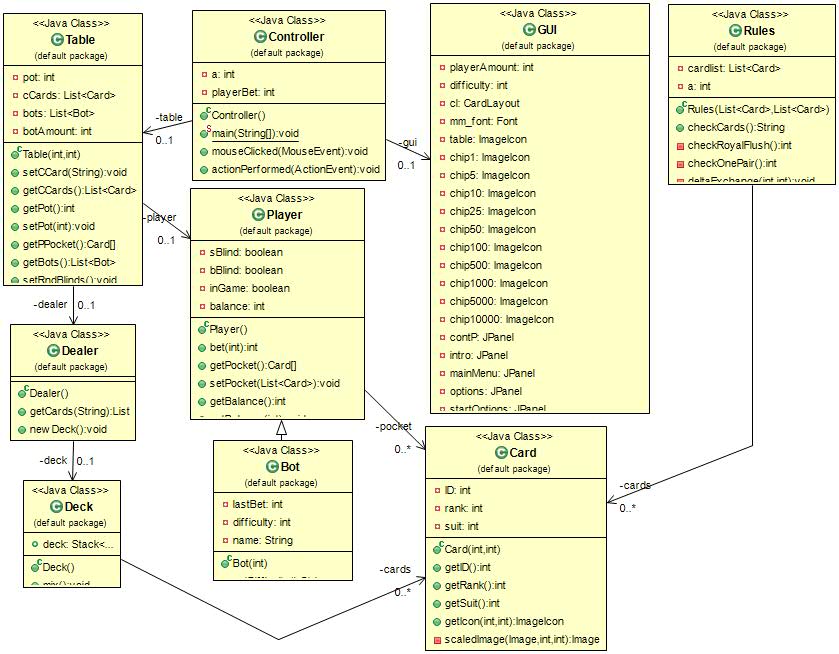 <<Java Class>>
Table
(default package)
pot: int
cCards: List<Card>
bots: List<Bot>
botAmount: int
Table(int,int)
setCCard(String):void
getCCards():List<Card>
getPot():int
setPot(int):void
getPPocket():Card[]
getBots():List<Bot>
setRndBlinds():void
<<Java Class>>
Controller
(default package)
a: int
playerBet: int
Controller()
main(String[]):void
mouseClicked(MouseEvent):void
actionPerformed(ActionEvent):void
<<Java Class>>
GUI
(default package)
playerAmount: int
difficulty: int
cl: CardLayout
mm_font: Font
table: ImageIcon
chip1: ImageIcon
chip5: ImageIcon
chip10: ImageIcon
chip25: ImageIcon
chip50: ImageIcon
chip100: ImageIcon
chip500: ImageIcon
chip1000: ImageIcon
chip5000: ImageIcon
chip10000: ImageIcon
contP: JPanel
intro: JPanel
mainMenu: JPanel
options: JPanel
startOptions: JPanel
<<Java Class>>
Rules
(default package)
cardlist: List<Card>
a: int
Rules(List<Card>,List<Card>)
checkCards():String
checkRoyalFlush():int
checkOnePair():int
deltaExchange(int,int):void
-table
0..1
-gui
0..1
-player
0..1
<<Java Class>>
Player
(default package)
sBlind: boolean
bBlind: boolean
inGame: boolean
balance: int
Player()
bet(int):int
getPocket():Card[]
setPocket(List<Card>):void
getBalance():int
-dealer
0..1
<<Java Class>>
Dealer
(default package)
Dealer()
getCards(String):List
newDeck():void
-deck
0..1
<<Java Class>>
Deck
(default package)
deck: Stack<...
Deck()
mix():void
<<Java Class>>
Bot
(default package)
lastBet: int
difficulty: int
name: String
Bot(int)
-pocket
0..*
-cards
0..*
-cards
0..*
<<Java Class>>
Card
(default package)
ID: int
rank: int
suit: int
Card(int,int)
getID():int
getRank():int
getSuit():int
getIcon(int,int):ImageIcon
scaledImage(Image,int,int):Image